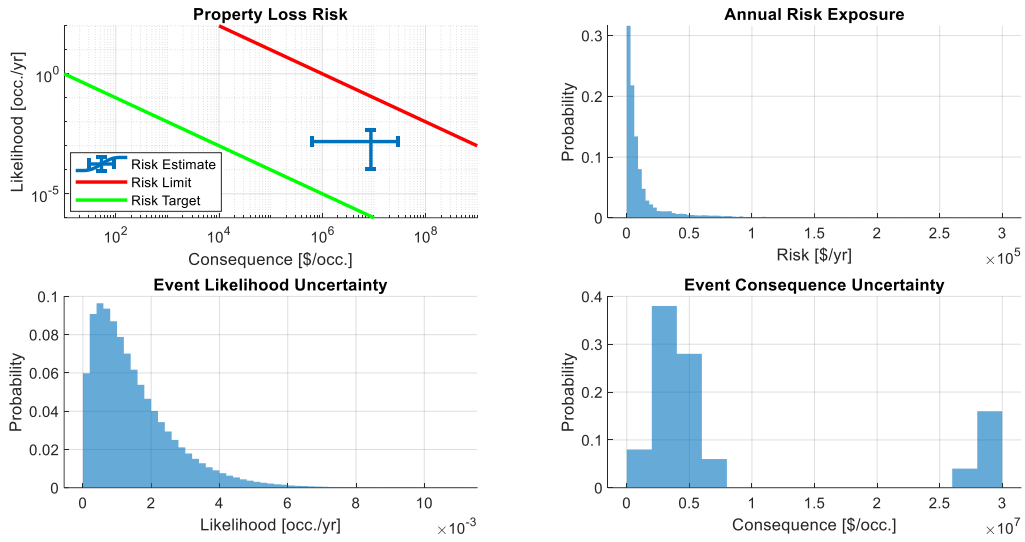 Property Loss Risk
Likelihood [occ./yr]
10^0
10^-5
Risk Estimate
Risk Limit
Risk Target
10^2 10^4 10^6 10^8
Consequence [$/occ.]
Annual Risk Exposure
Probability
0.3
0.2
0.1
0
0 0.5 1 1.5 2 2.5 3
Risk [$/yr]
×10^5
Event Likelihood Uncertainty
Probability
0.1
0.08
0.06
0.04
0.02
0
0 2 4 6 8 10
Likelihood [occ./yr]
×10^-3
Event Consequence Uncertainty
Probability
0.4
0.3
0.2
0.1
0
0 0.5 1 1.5 2 2.5 3
Consequence [$/occ.]
×10^7